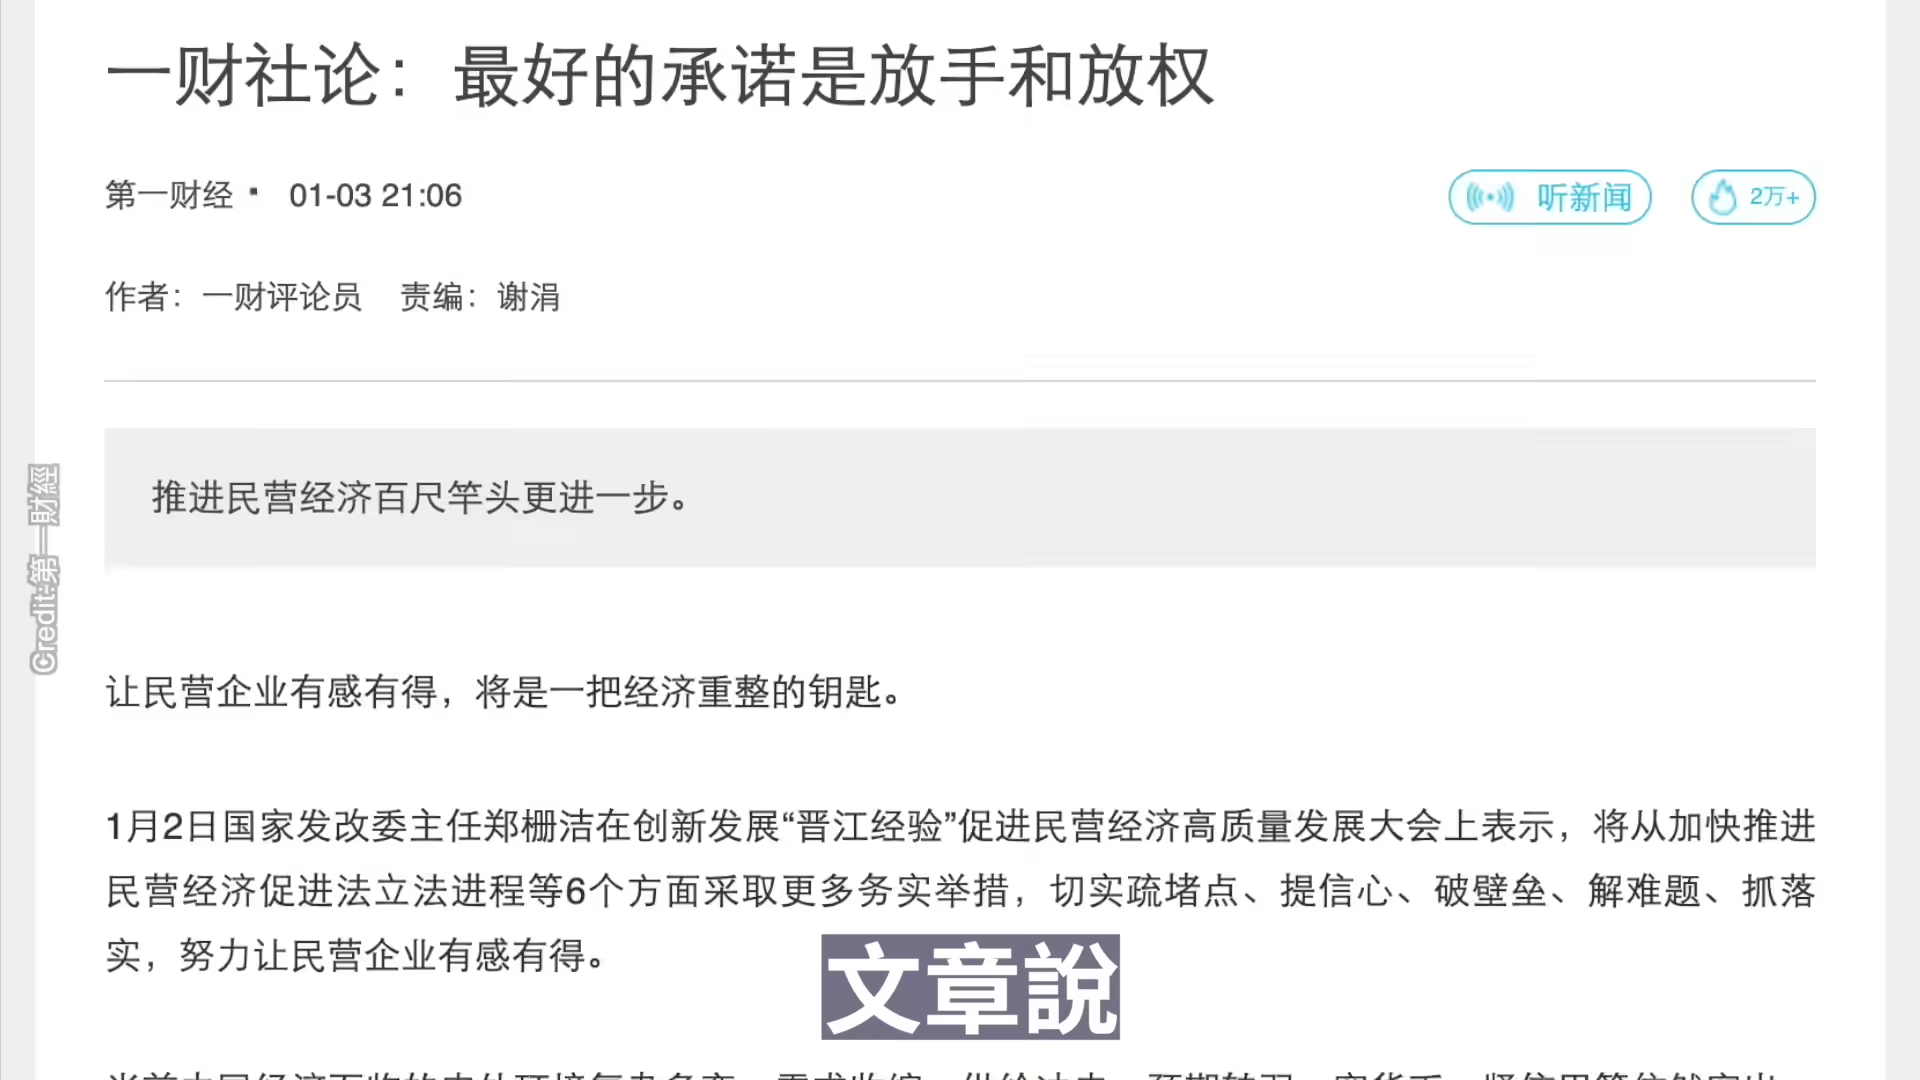 一财社论：最好的承诺是放手和放权
第一财经 · 01-03 21:06
听新闻
2万+
作者：一财评论员 责编：谢涓
推进民营经济百尺竿头更进一步。
Credit:第一財經
让民营企业有感有得，将是一把经济重整的钥匙。
1月2日国家发改委主任郑栅洁在创新发展“晋江经验”促进民营经济高质量发展大会上表示，将从加快推进
民营经济促进法立法进程等6个方面采取更多务实举措，切实疏堵点、提信心、破壁垒、解难题、抓落
实，努力让民营企业有感有得。
文章說